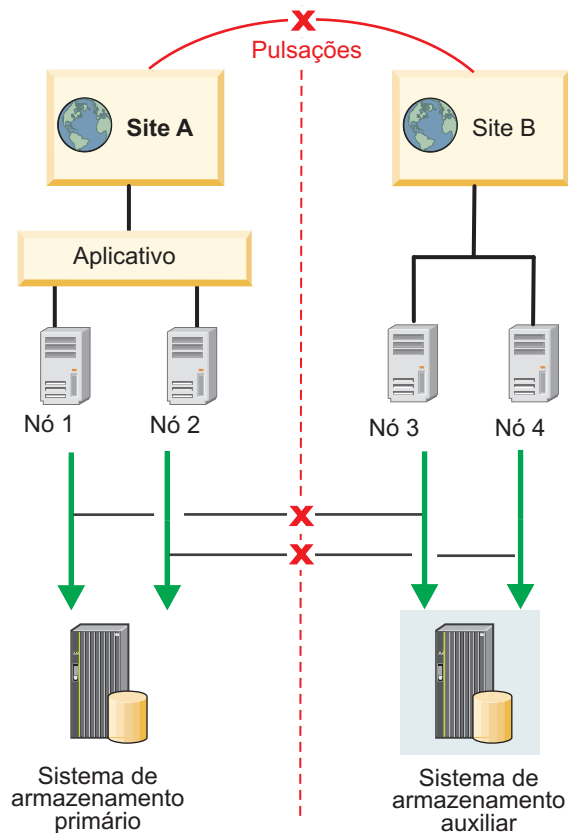 Pulsações
Site A
Site B
Aplicativo
Nó 1
Nó 2
Nó 3
Nó 4
Sistema de
armazenamento
primário
Sistema de
armazenamento
auxiliar